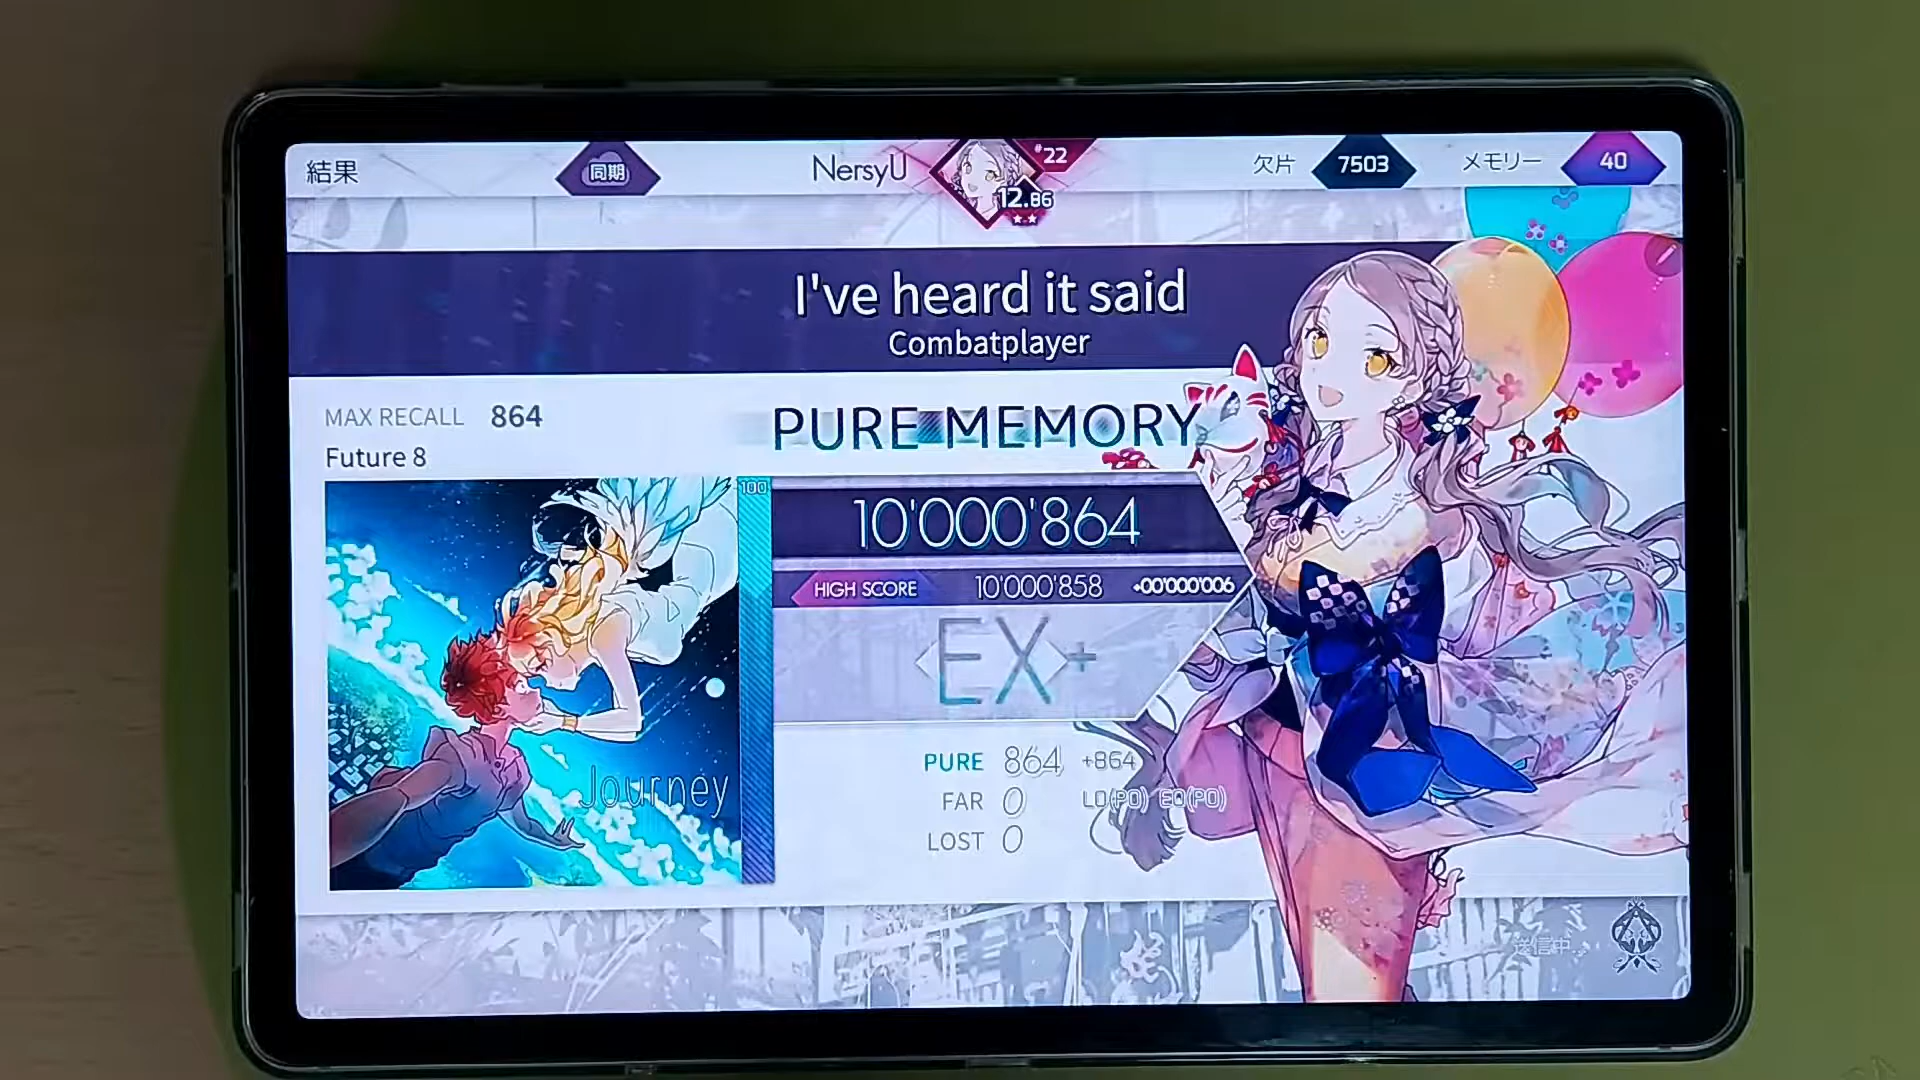 結果
同期
NersyU
#22
12.86
欠片 7503
メモリー 40
I've heard it said
Combatplayer
MAX RECALL 864
Future 8
PURE MEMORY
100
10'000'864
HIGH SCORE 10'000'858 +00'000'006
EX+
Journey
PURE 864 +864
FAR 0 L0(P0) E0(P0)
LOST 0
送信中...